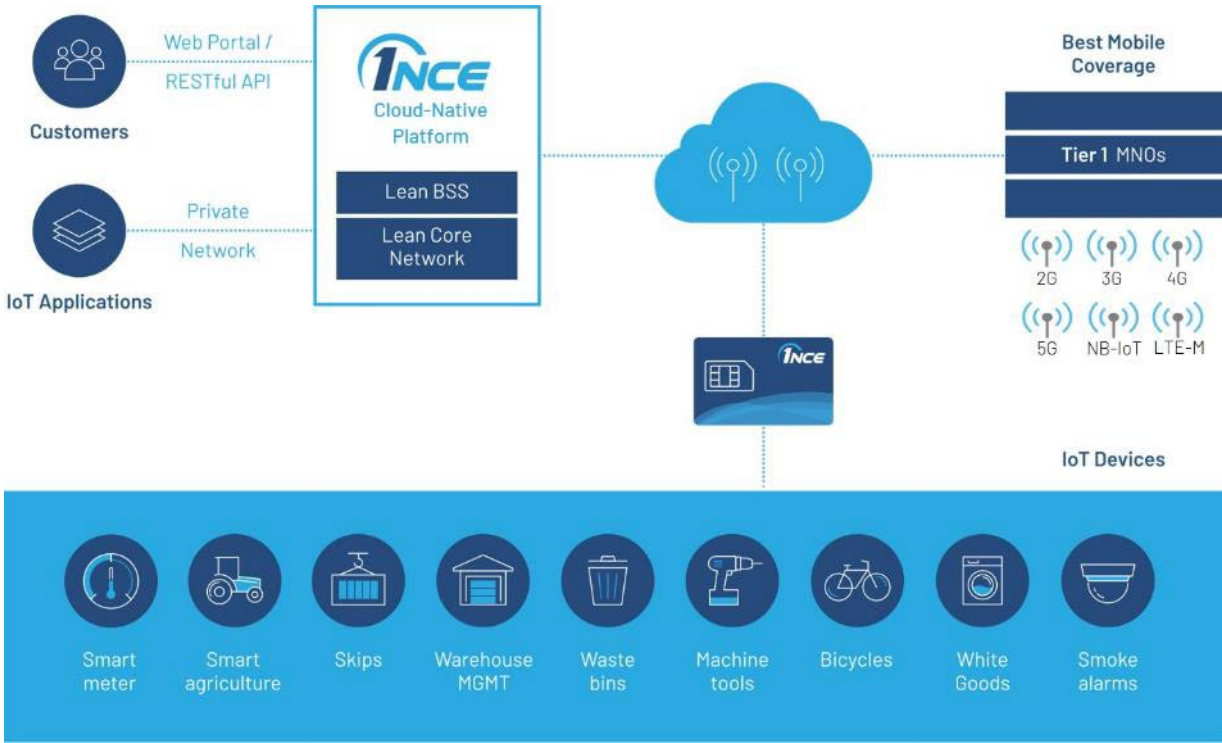 Web Portal /
RESTful API
Customers
Private
Network
IoT Applications
1NCE
Cloud-Native
Platform
Lean BSS
Lean Core
Network
Best Mobile
Coverage
Tier 1 MNOs
2G 3G 4G
5G NB-IoT LTE-M
1NCE
IoT Devices
Smart
meter
Smart
agriculture
Skips
Warehouse
MGMT
Waste
bins
Machine
tools
Bicycles
White
Goods
Smoke
alarms